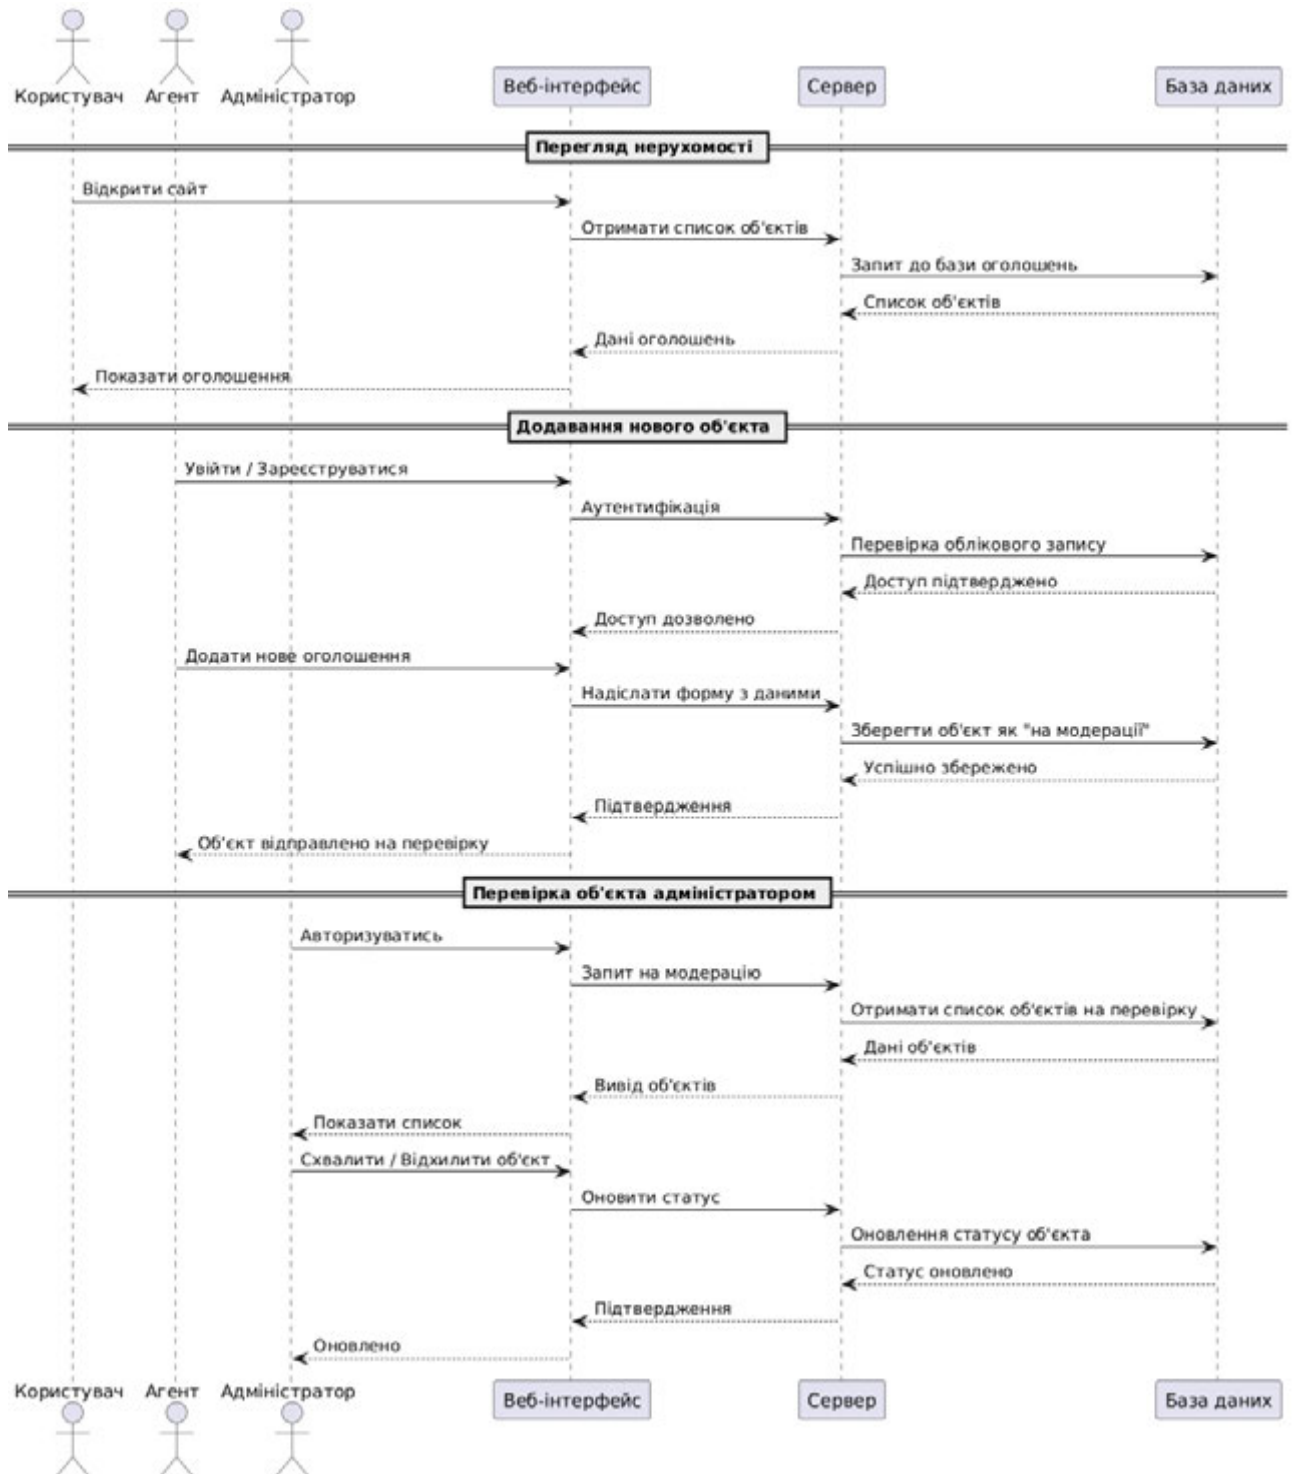 Користувач Агент Адміністратор Веб-інтерфейс Сервер База даних
Перегляд нерухомості
Відкрити сайт
Отримати список об'єктів
Запит до бази оголошень
Список об'єктів
Дані оголошень
Показати оголошення
Додавання нового об'єкта
Увійти / Зареєструватися
Аутентифікація
Перевірка облікового запису
Доступ підтверджено
Доступ дозволено
Додати нове оголошення
Надіслати форму з даними
Зберегти об'єкт як "на модерації"
Успішно збережено
Підтвердження
Об'єкт відправлено на перевірку
Перевірка об'єкта адміністратором
Авторизуватись
Запит на модерацію
Отримати список об'єктів на перевірку
Дані об'єктів
Вивід об'єктів
Показати список
Схвалити / Відхилити об'єкт
Оновити статус
Оновлення статусу об'єкта
Статус оновлено
Підтвердження
Оновлено
Користувач Агент Адміністратор Веб-інтерфейс Сервер База даних